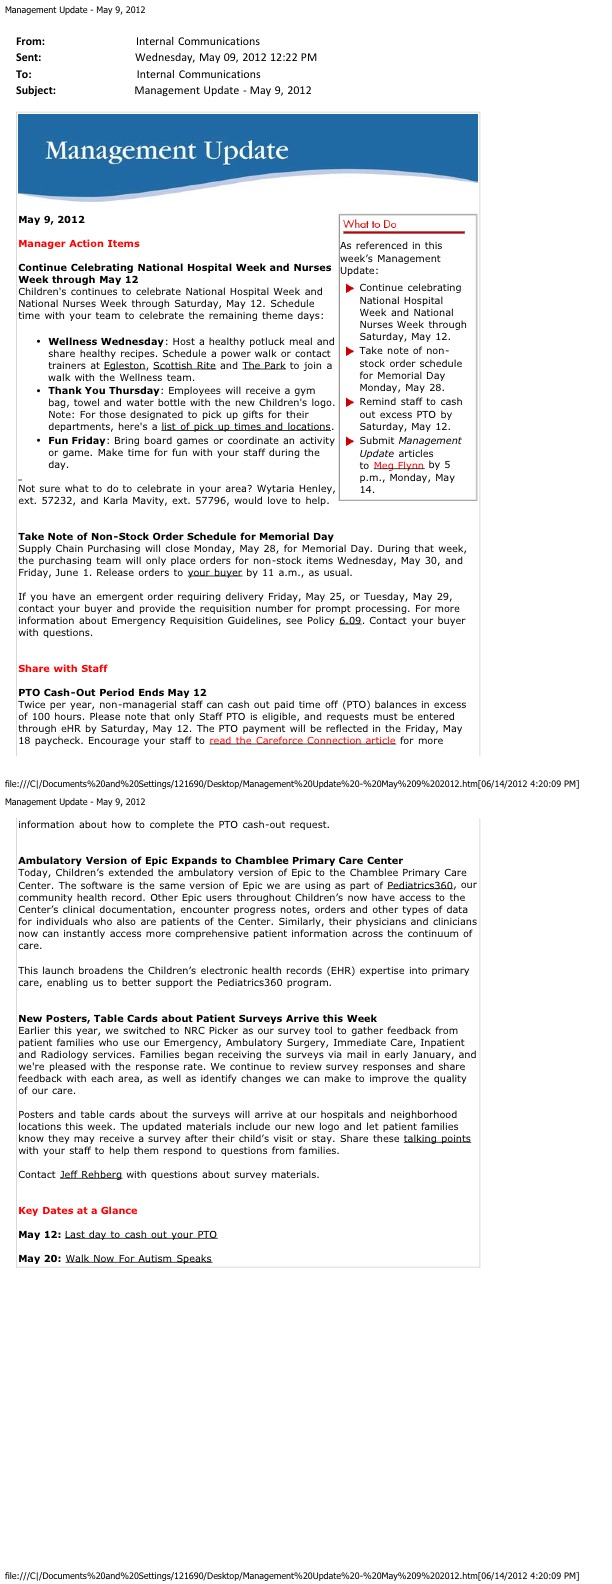 Management Update - May 9, 2012
From: Internal Communications
Sent: Wednesday, May 09, 2012 12:22 PM
To: Internal Communications
Subject: Management Update - May 9, 2012
Management Update
May 9, 2012
Manager Action Items
Continue Celebrating National Hospital Week and Nurses
Week through May 12
Children's continues to celebrate National Hospital Week and
National Nurses Week through Saturday, May 12. Schedule
time with your team to celebrate the remaining theme days:
• Wellness Wednesday: Host a healthy potluck meal and
share healthy recipes. Schedule a power walk or contact
trainers at Egleston, Scottish Rite and The Park to join a
walk with the Wellness team.
• Thank You Thursday: Employees will receive a gym
bag, towel and water bottle with the new Children's logo.
Note: For those designated to pick up gifts for their
departments, here's a list of pick up times and locations.
• Fun Friday: Bring board games or coordinate an activity
or game. Make time for fun with your staff during the
day.
Not sure what to do to celebrate in your area? Wytaria Henley,
ext. 57232, and Karla Mavity, ext. 57796, would love to help.
What to Do
As referenced in this
week's Management
Update:
Continue celebrating
National Hospital
Week and National
Nurses Week through
Saturday, May 12.
Take note of non-
stock order schedule
for Memorial Day
Monday, May 28.
Remind staff to cash
out excess PTO by
Saturday, May 12.
Submit Management
Update articles
to Meg Flynn by 5
p.m., Monday, May
14.
Take Note of Non-Stock Order Schedule for Memorial Day
Supply Chain Purchasing will close Monday, May 28, for Memorial Day. During that week,
the purchasing team will only place orders for non-stock items Wednesday, May 30, and
Friday, June 1. Release orders to your buyer by 11 a.m., as usual.
If you have an emergent order requiring delivery Friday, May 25, or Tuesday, May 29,
contact your buyer and provide the requisition number for prompt processing. For more
information about Emergency Requisition Guidelines, see Policy 6.09. Contact your buyer
with questions.
Share with Staff
PTO Cash-Out Period Ends May 12
Twice per year, non-managerial staff can cash out paid time off (PTO) balances in excess
of 100 hours. Please note that only Staff PTO is eligible, and requests must be entered
through eHR by Saturday, May 12. The PTO payment will be reflected in the Friday, May
18 paycheck. Encourage your staff to read the Careforce Connection article for more
file:///C|/Documents%20and%20Settings/121690/Desktop/Management%20Update%20-%20May%209%202012.htm[06/14/2012 4:20:09 PM]
Management Update - May 9, 2012
information about how to complete the PTO cash-out request.
Ambulatory Version of Epic Expands to Chamblee Primary Care Center
Today, Children's extended the ambulatory version of Epic to the Chamblee Primary Care
Center. The software is the same version of Epic we are using as part of Pediatrics360, our
community health record. Other Epic users throughout Children's now have access to the
Center's clinical documentation, encounter progress notes, orders and other types of data
for individuals who also are patients of the Center. Similarly, their physicians and clinicians
now can instantly access more comprehensive patient information across the continuum of
care.
This launch broadens the Children's electronic health records (EHR) expertise into primary
care, enabling us to better support the Pediatrics360 program.
New Posters, Table Cards about Patient Surveys Arrive this Week
Earlier this year, we switched to NRC Picker as our survey tool to gather feedback from
patient families who use our Emergency, Ambulatory Surgery, Immediate Care, Inpatient
and Radiology services. Families began receiving the surveys via mail in early January, and
we're pleased with the response rate. We continue to review survey responses and share
feedback with each area, as well as identify changes we can make to improve the quality
of our care.
Posters and table cards about the surveys will arrive at our hospitals and neighborhood
locations this week. The updated materials include our new logo and let patient families
know they may receive a survey after their child's visit or stay. Share these talking points
with your staff to help them respond to questions from families.
Contact Jeff Rehberg with questions about survey materials.
Key Dates at a Glance
May 12: Last day to cash out your PTO
May 20: Walk Now For Autism Speaks
file:///C|/Documents%20and%20Settings/121690/Desktop/Management%20Update%20-%20May%209%202012.htm[06/14/2012 4:20:09 PM]